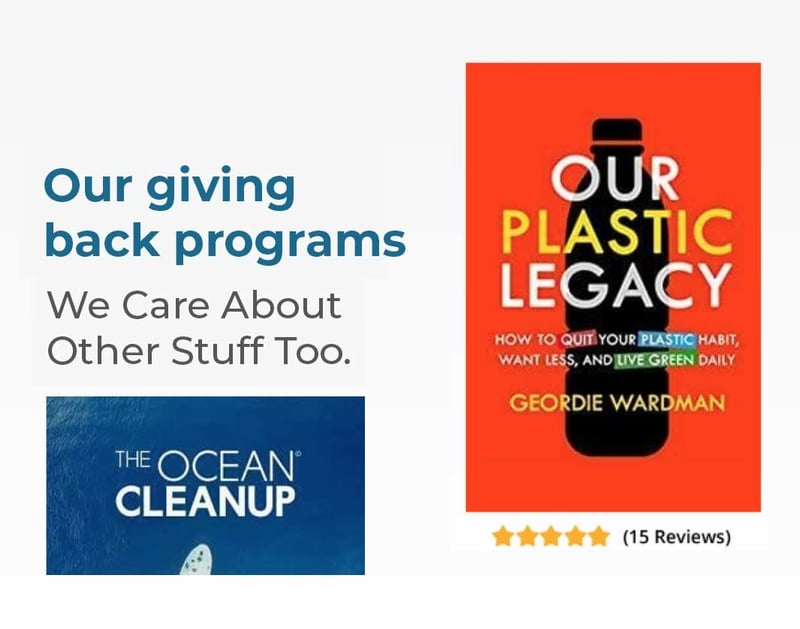 Our giving
back programs
We Care About
Other Stuff Too.
THE OCEAN©
CLEANUP
OUR
PLASTIC
LEGACY
HOW TO QUIT YOUR PLASTIC HABIT,
WANT LESS, AND LIVE GREEN DAILY
GEORDIE WARDMAN
(15 Reviews)